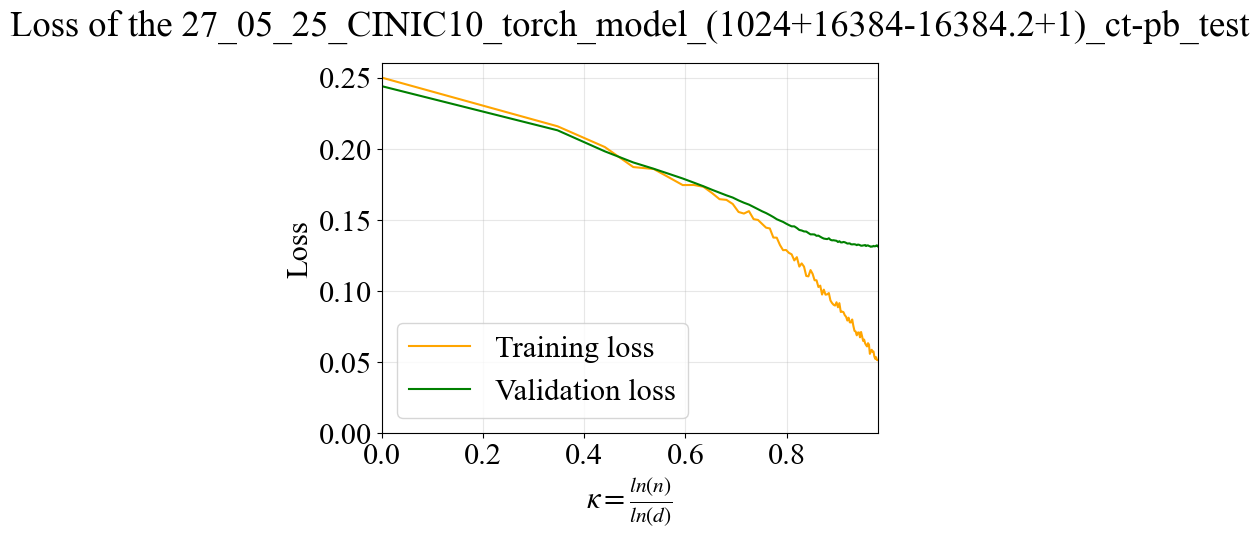 Loss of the 27_05_25_CINIC10_torch_model_(1024+16384-16384.2+1)_ct-pb_test
0.25
0.20
0.15
0.10
0.05
0.00
Loss
Training loss
Validation loss
0.0 0.2 0.4 0.6 0.8
κ = ln(n)/ln(d)